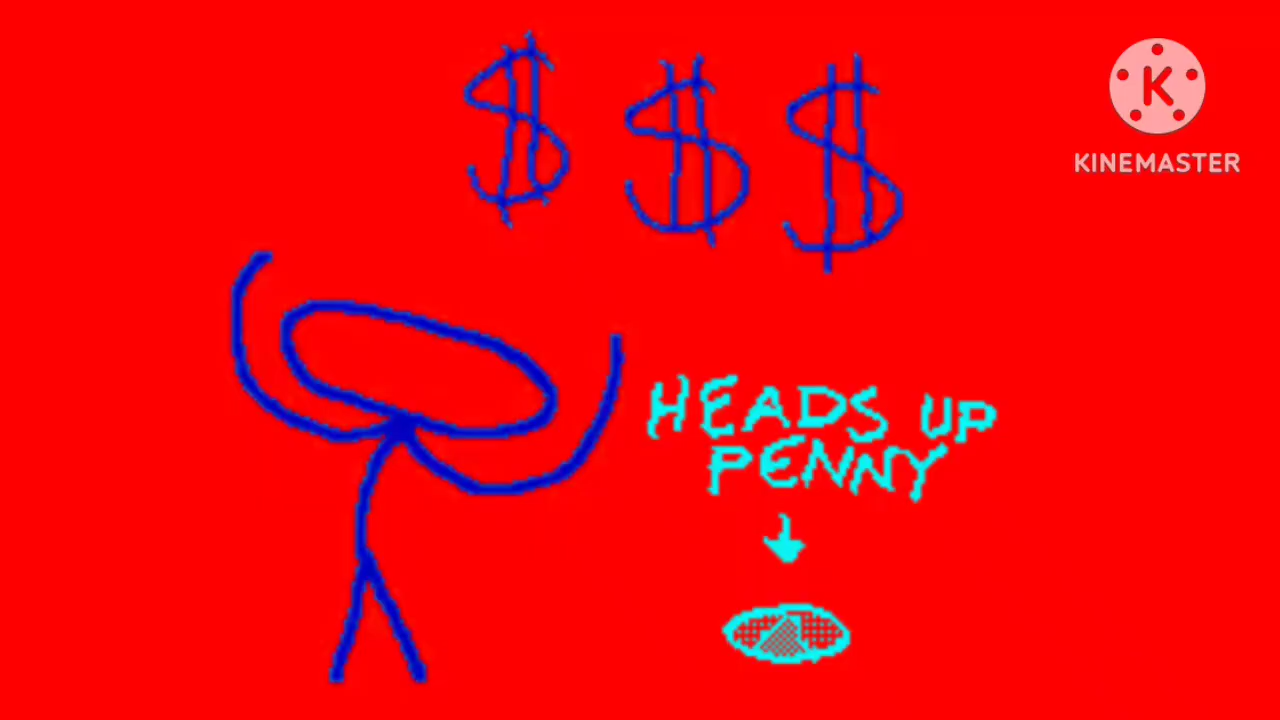 $ $ $
K
KINEMASTER
HEADS UP
PENNY